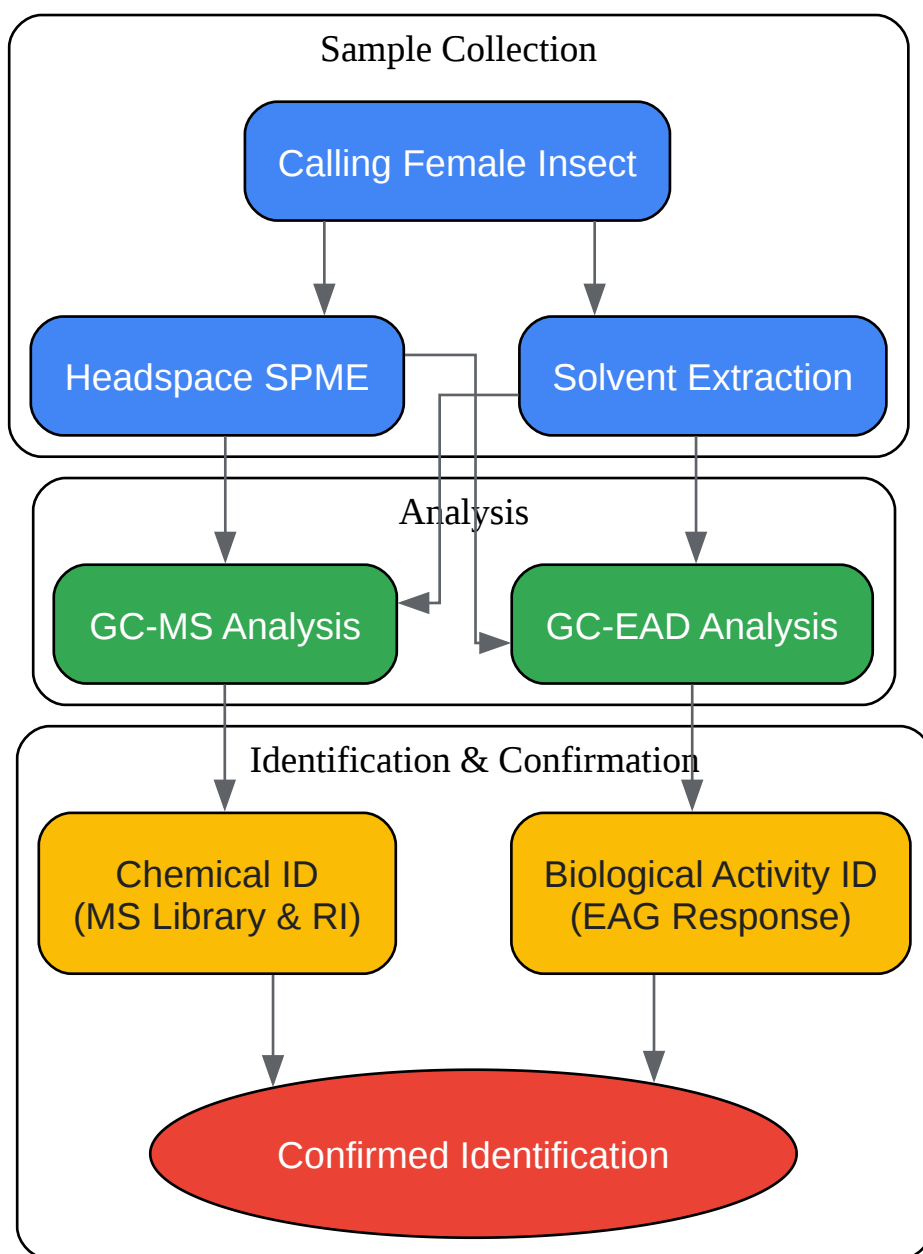 Sample Collection
Calling Female Insect
Headspace SPME
Solvent Extraction
Analysis
GC-MS Analysis
GC-EAD Analysis
Identification & Confirmation
Chemical ID
(MS Library & RI)
Biological Activity ID
(EAG Response)
Confirmed Identification